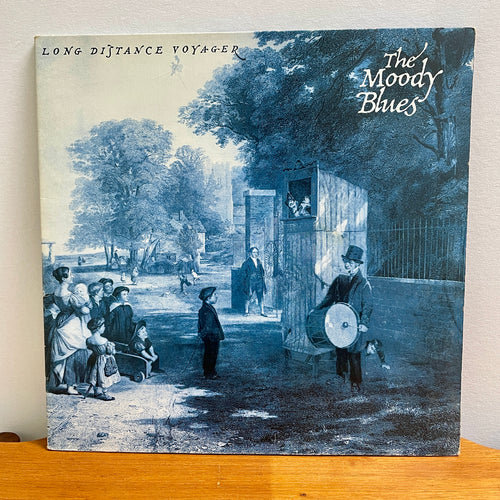 LONG DISTANCE VOYAGER
The
Moody
Blues